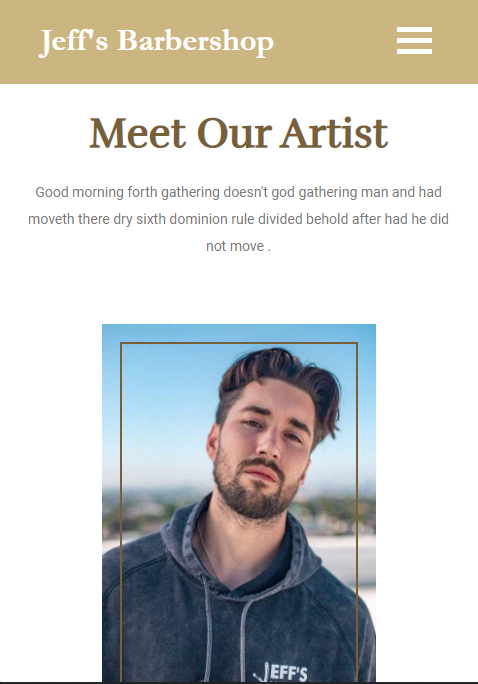 Jeff's Barbershop
Meet Our Artist
Good morning forth gathering doesn't god gathering man and had
moveth there dry sixth dominion rule divided behold after had he did
not move .
JEFF'S